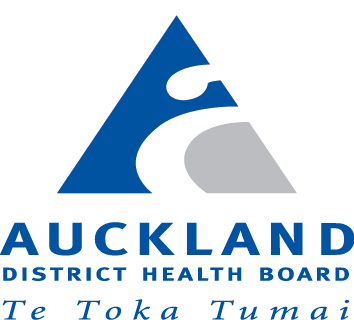 AUCKLAND
DISTRICT HEALTH BOARD
Te Toka Tumai